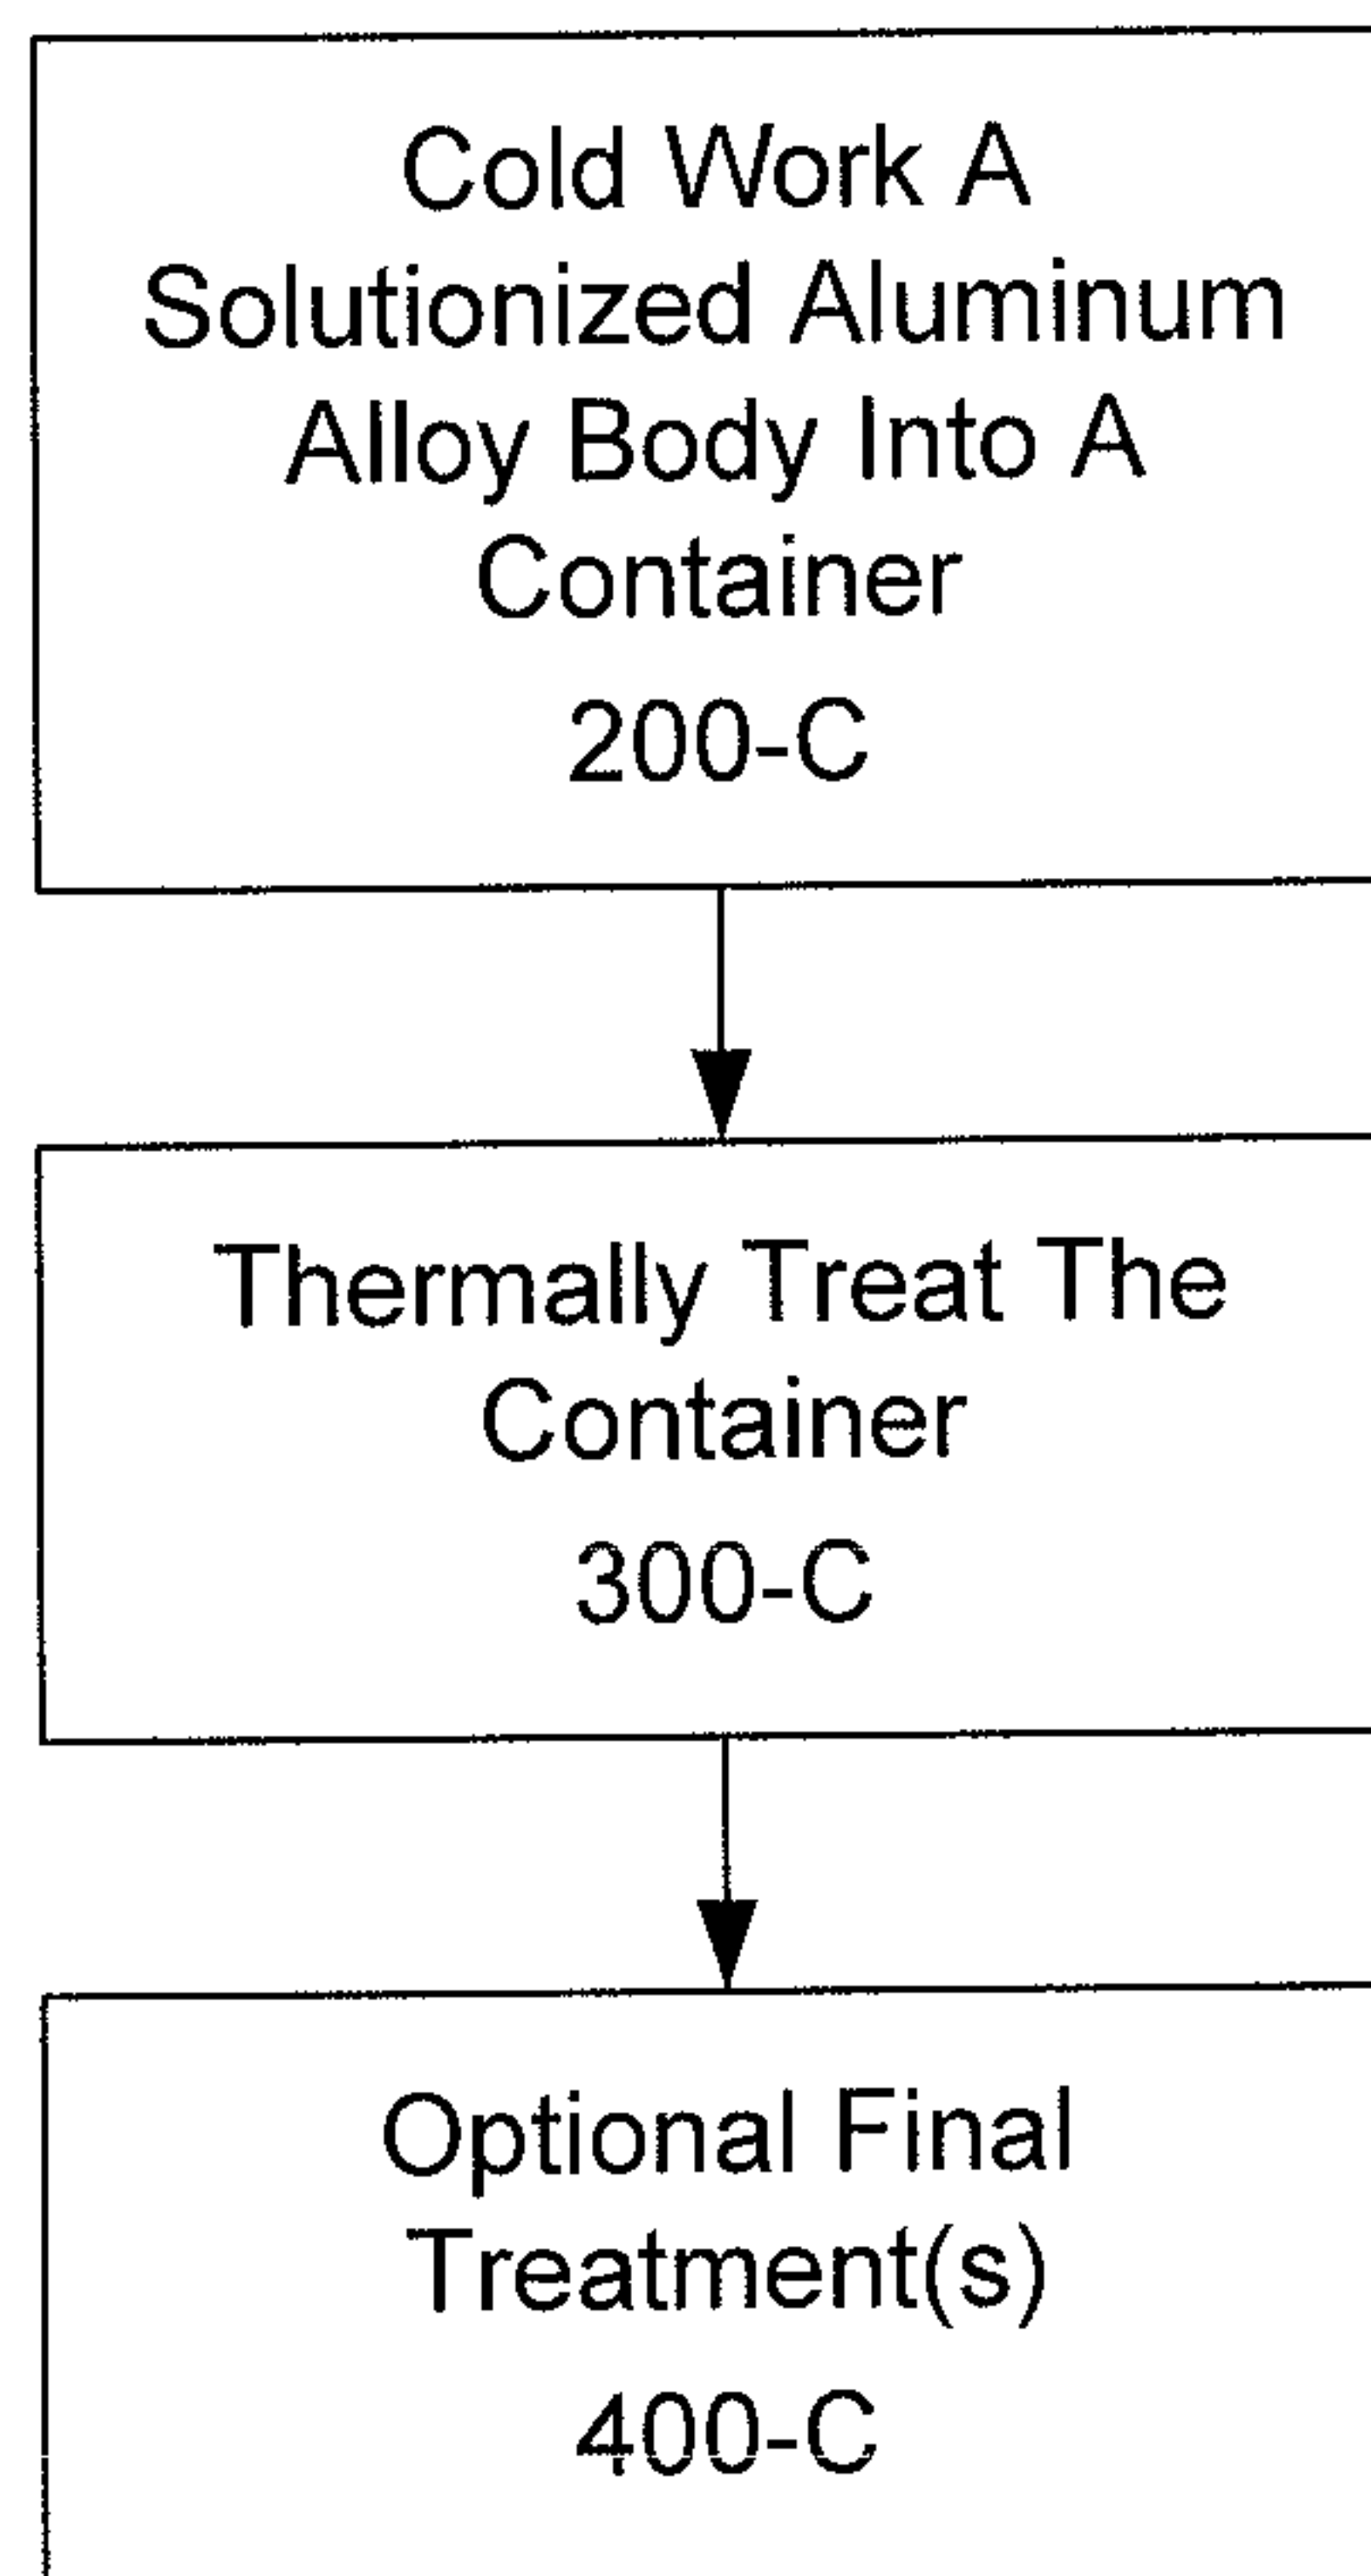 Cold Work A
Solutionized Aluminum
Alloy Body Into A
Container
200-C
Thermally Treat The
Container
300-C
Optional Final
Treatment(s)
400-C